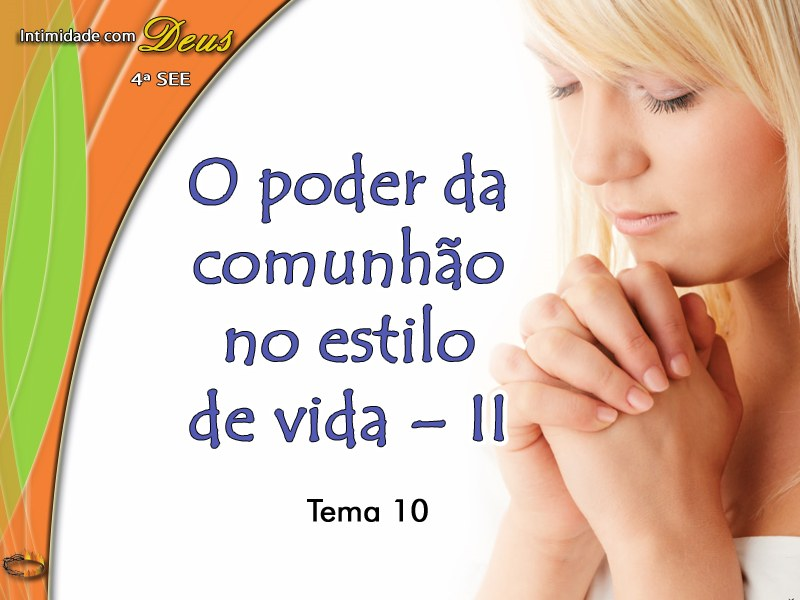 Intimidade com Deus
4ª SEE
O poder da
comunhão
no estilo
de vida – II
Tema 10